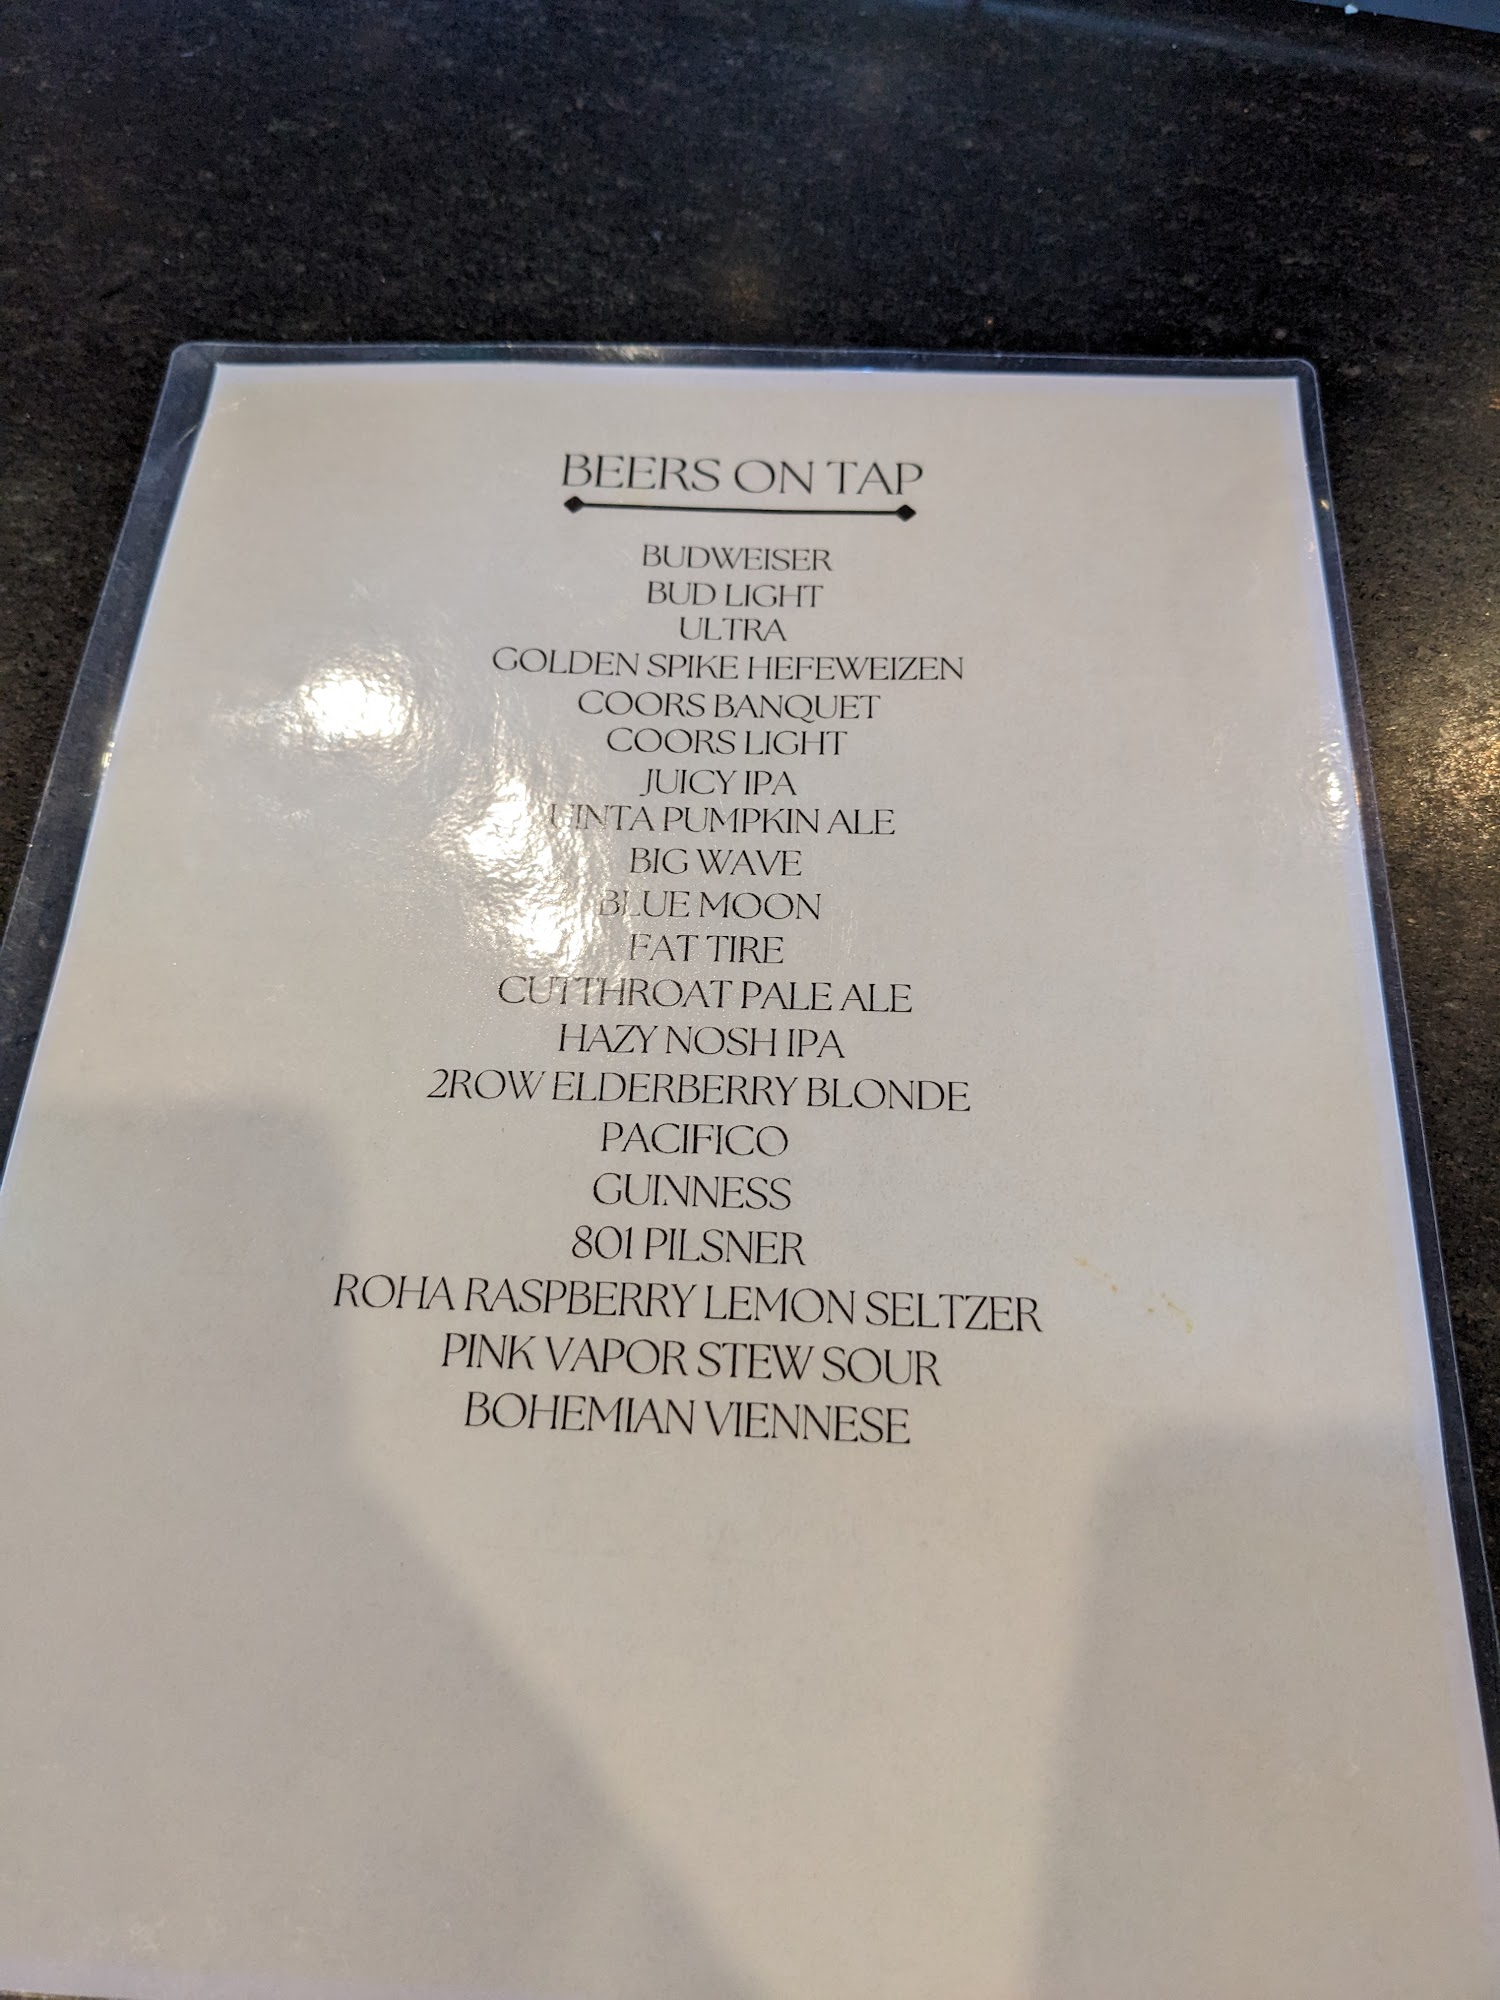 BEERS ON TAP
BUDWEISER
BUD LIGHT
ULTRA
GOLDEN SPIKE HEFEWEIZEN
COORS BANQUET
COORS LIGHT
JUICY IPA
UINTA PUMPKIN ALE
BIG WAVE
BLUE MOON
FAT TIRE
CUTTHROAT PALE ALE
HAZY NOSH IPA
2ROW ELDERBERRY BLONDE
PACIFICO
GUINNESS
801 PILSNER
ROHA RASPBERRY LEMON SELTZER
PINK VAPOR STEW SOUR
BOHEMIAN VIENNESE